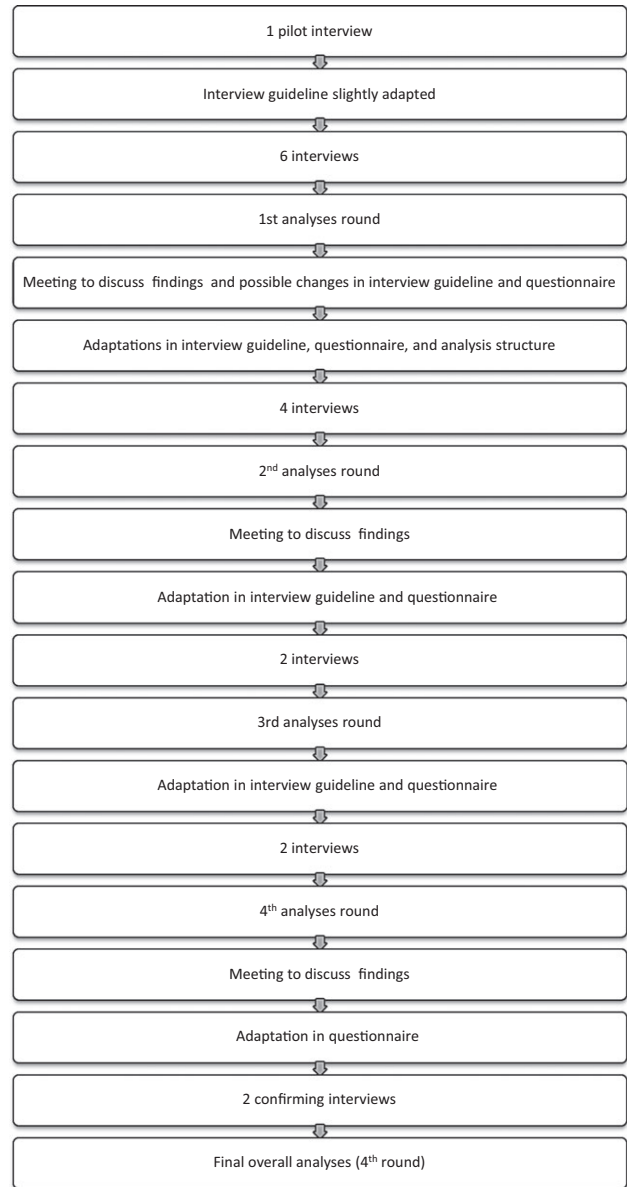 1 pilot interview
Interview guideline slightly adapted
6 interviews
1st analyses round
Meeting to discuss findings and possible changes in interview guideline and questionnaire
Adaptations in interview guideline, questionnaire, and analysis structure
4 interviews
2nd analyses round
Meeting to discuss findings
Adaptation in interview guideline and questionnaire
2 interviews
3rd analyses round
Adaptation in interview guideline and questionnaire
2 interviews
4th analyses round
Meeting to discuss findings
Adaptation in questionnaire
2 confirming interviews
Final overall analyses (4th round)